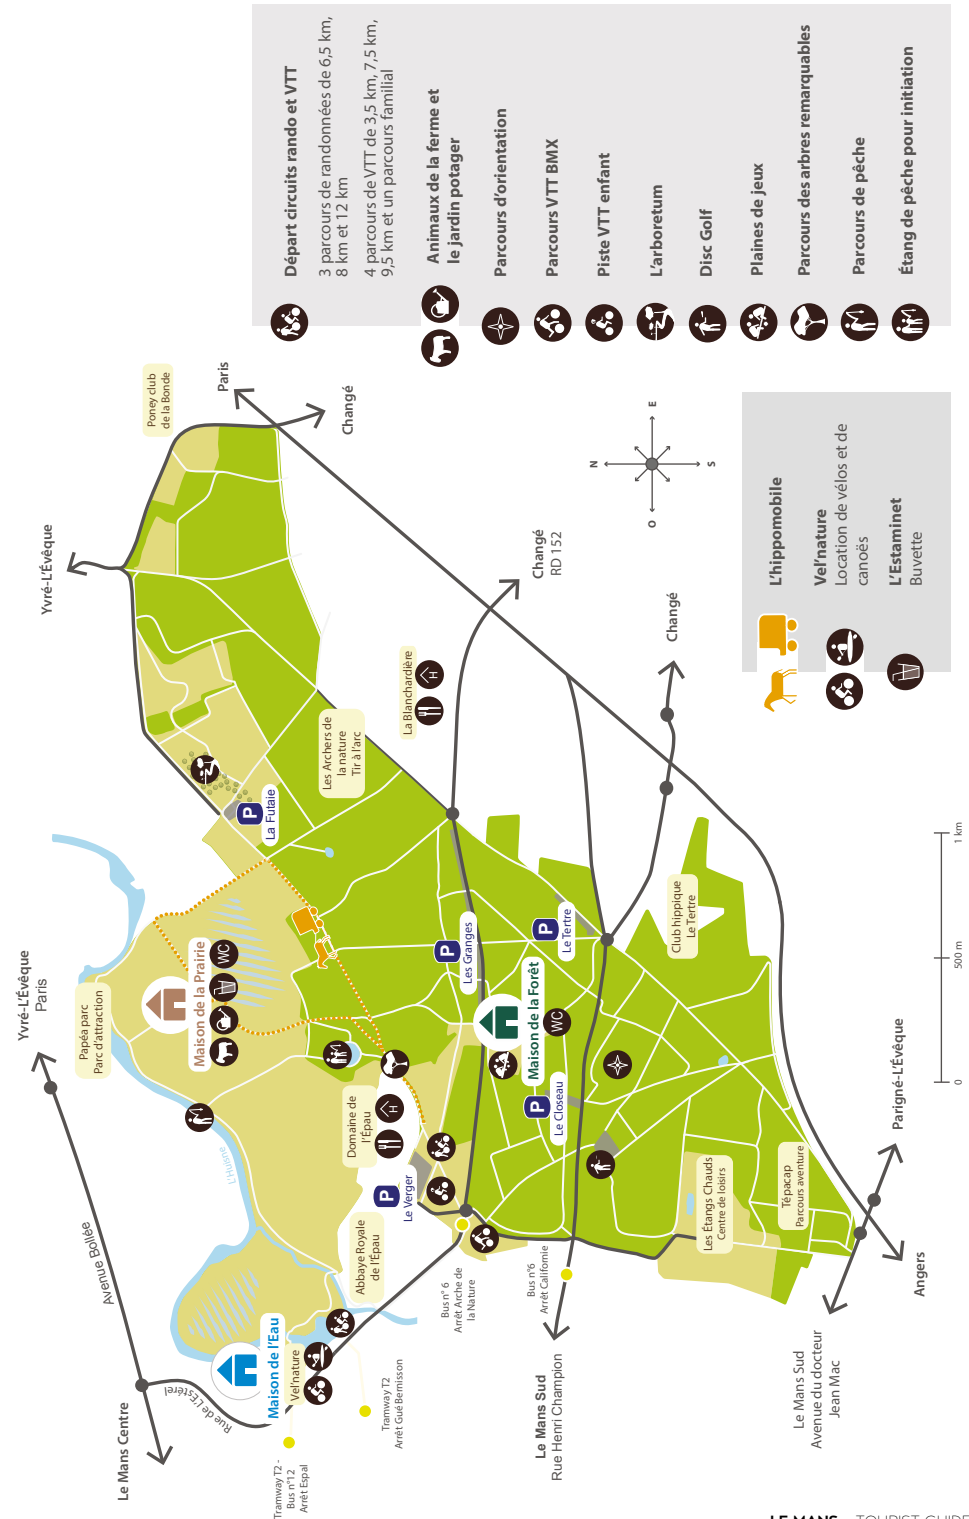 Départ circuits rando et VTT
3 parcours de randonnées de 6,5 km,
8 km et 12 km
4 parcours de VTT de 3,5 km, 7,5 km,
9,5 km et un parcours familial
Animaux de la ferme et
le jardin potager
Parcours d'orientation
Parcours VTT BMX
Piste VTT enfant
L'arboretum
Disc Golf
Plaines de jeux
Parcours des arbres remarquables
Parcours de pêche
Étang de pêche pour initiation
L'hippomobile
Vel'nature
Location de vélos et de
canoës
L'Estaminet
Buvette
N
E
S
O
Poney club
de la Bonde
Paris
Changé
Yvré-L'Évêque
Changé
RD 152
Changé
La Blanchardière
H
Les Archers de
la nature
Tir à l'arc
P
La Futaie
Yvré-L'Évêque
Paris
Papéa parc
Parc d'attraction
Maison de la Prairie
WC
L'Huisne
Avenue Bollée
Domaine de
l'Épau
H
P
Le Verger
Abbaye Royale
de l'Épau
P
Les Granges
P
Le Tertre
Maison de la Forêt
WC
P
Le Closeau
Club hippique
Le Tertre
Les Étangs Chauds
Centre de loisirs
Tépacap
Parcours aventure
0
500 m
1 km
Parigné-L'Évêque
Angers
Le Mans Sud
Avenue du docteur
Jean Mac
Le Mans Sud
Rue Henri Champion
Bus n°6
Arrêt Californie
Bus n° 6
Arrêt Arche de
la Nature
Maison de l'Eau
Vel'nature
Tramway T2
Arrêt Gué Bernisson
Tramway T2 -
Bus n°12
Arrêt Espal
Rue de L'Estérel
Le Mans Centre
LE MANS
TOURIST GUIDE